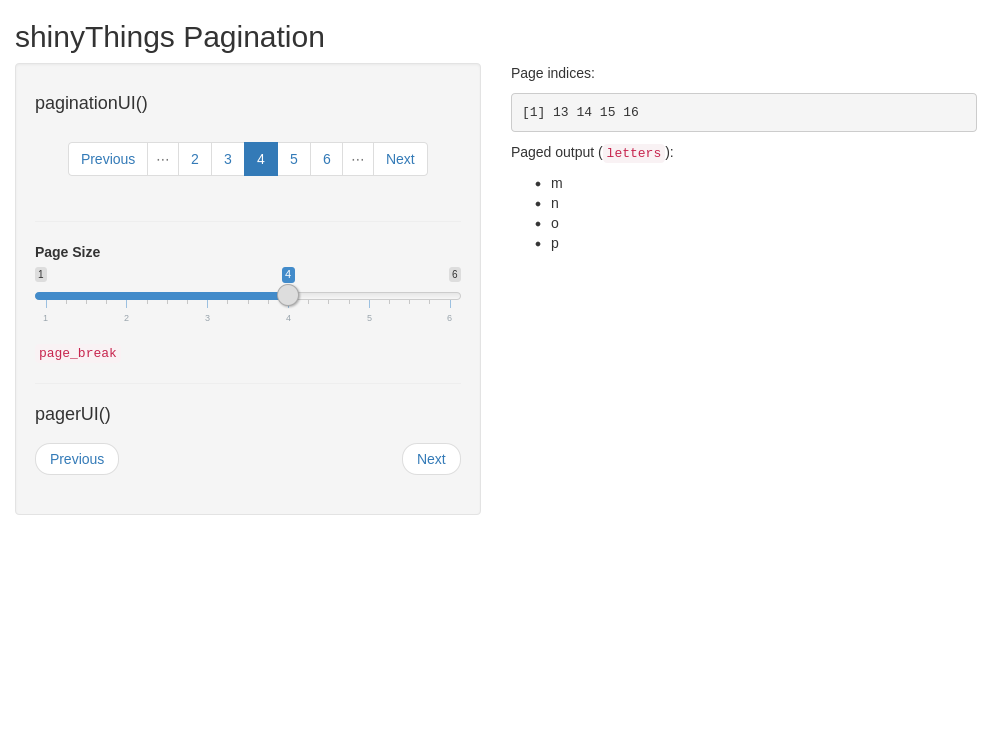 shinyThings Pagination
paginationUI()
Previous ··· 2 3 4 5 6 ··· Next
Page Size
1 4 6
1 2 3 4 5 6
page_break
pagerUI()
Previous Next
Page indices:
[1] 13 14 15 16
Paged output (letters):
• m
• n
• o
• p